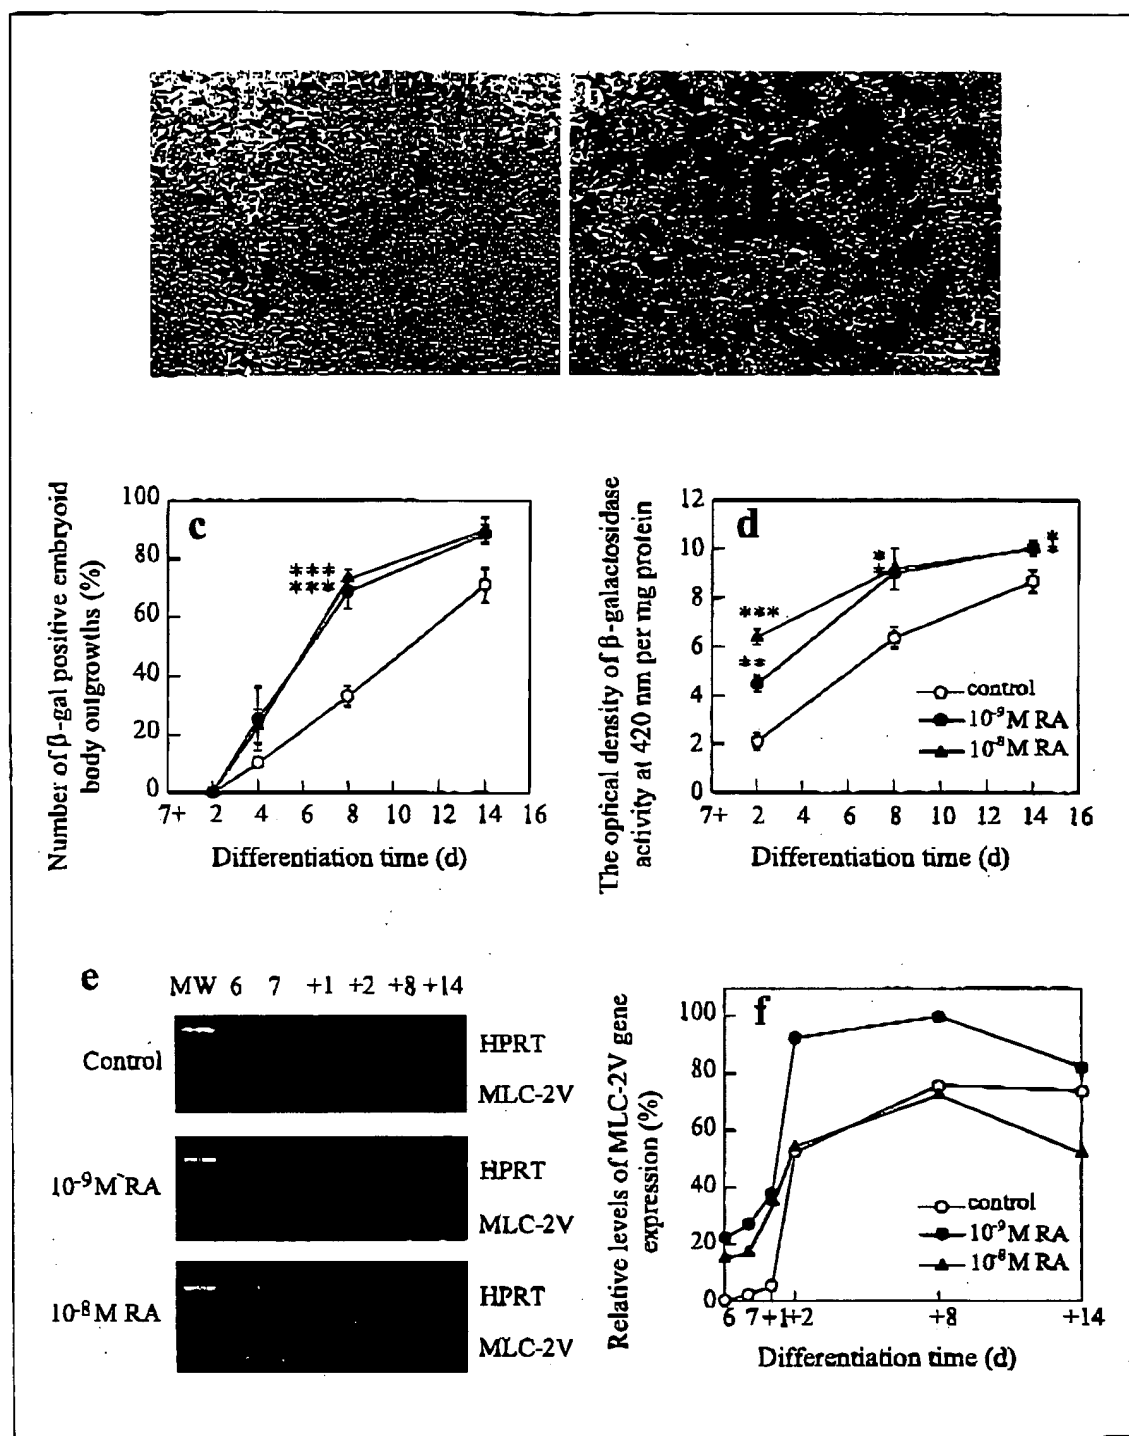 b
c
100
80
60
40
20
0
***
***
7+ 2 4 6 8 10 12 14 16
Number of β-gal positive embryoid
body outgrowths (%)
Differentiation time (d)
d
12
10
8
6
4
2
0
***
**
*
*
*
*
control
10⁻⁹M RA
10⁻⁸M RA
7+ 2 4 6 8 10 12 14 16
The optical density of β-galactosidase
activity at 420 nm per mg protein
Differentiation time (d)
e
MW 6 7 +1 +2 +8 +14
Control
HPRT
MLC-2V
10⁻⁹M RA
HPRT
MLC-2V
10⁻⁸M RA
HPRT
MLC-2V
f
100
80
60
40
20
0
control
10⁻⁹M RA
10⁻⁸M RA
6 7 +1 +2 +8 +14
Relative levels of MLC-2V gene
expression (%)
Differentiation time (d)